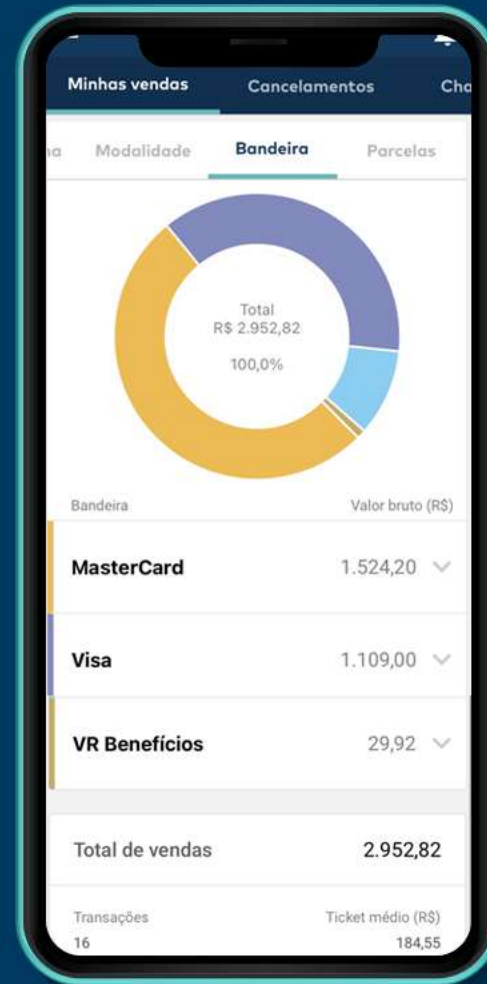 Minhas vendas Cancelamentos Cha
na Modalidade Bandeira Parcelas
Total
R$ 2.952,82
100,0%
Bandeira Valor bruto (R$)
MasterCard 1.524,20
Visa 1.109,00
VR Benefícios 29,92
Total de vendas 2.952,82
Transações Ticket médio (R$)
16 184,55